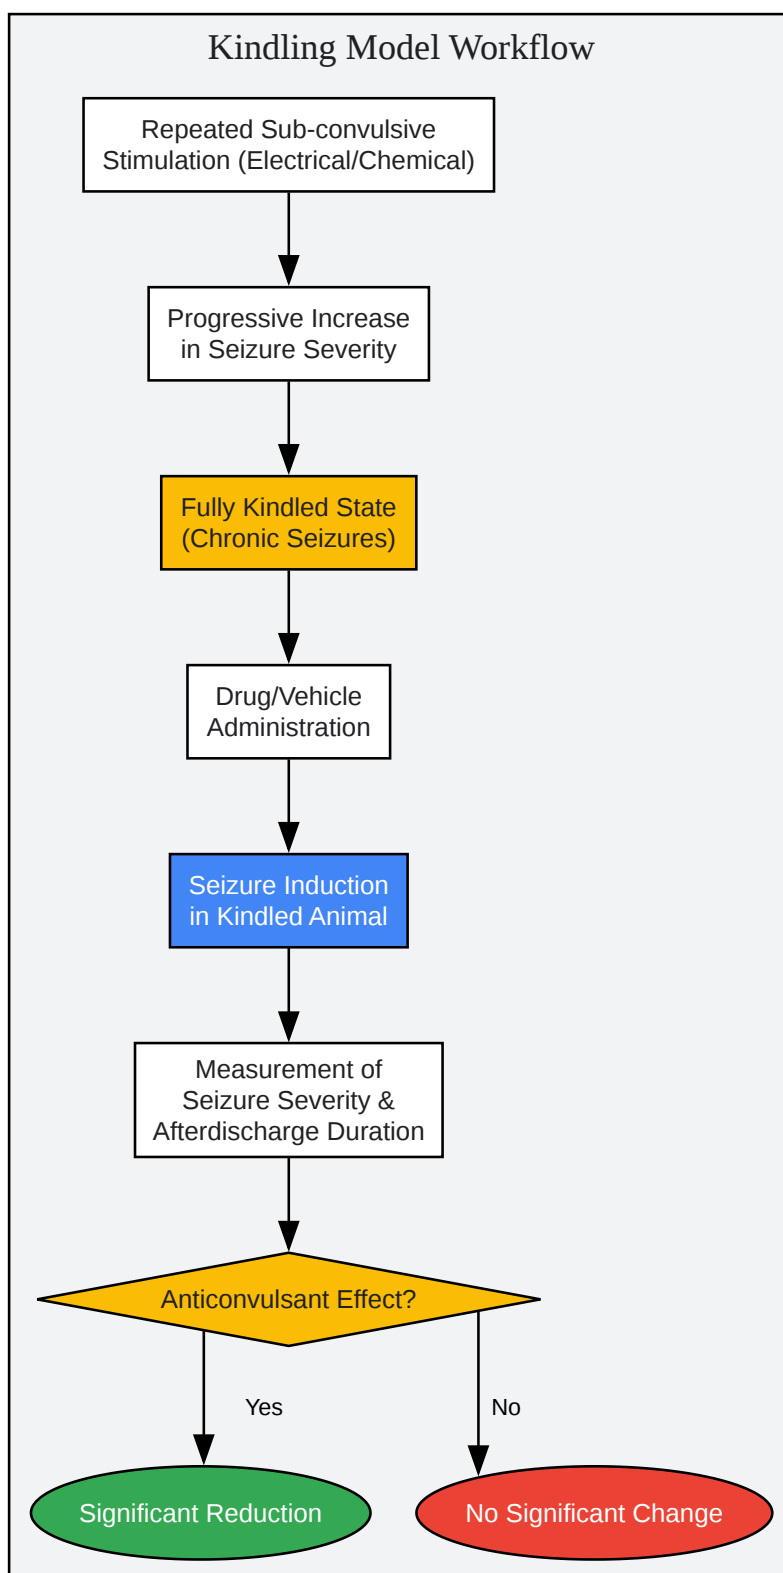 Kindling Model Workflow
Repeated Sub-convulsive
Stimulation (Electrical/Chemical)
Progressive Increase
in Seizure Severity
Fully Kindled State
(Chronic Seizures)
Drug/Vehicle
Administration
Seizure Induction
in Kindled Animal
Measurement of
Seizure Severity &
Afterdischarge Duration
Anticonvulsant Effect?
Yes
No
Significant Reduction
No Significant Change